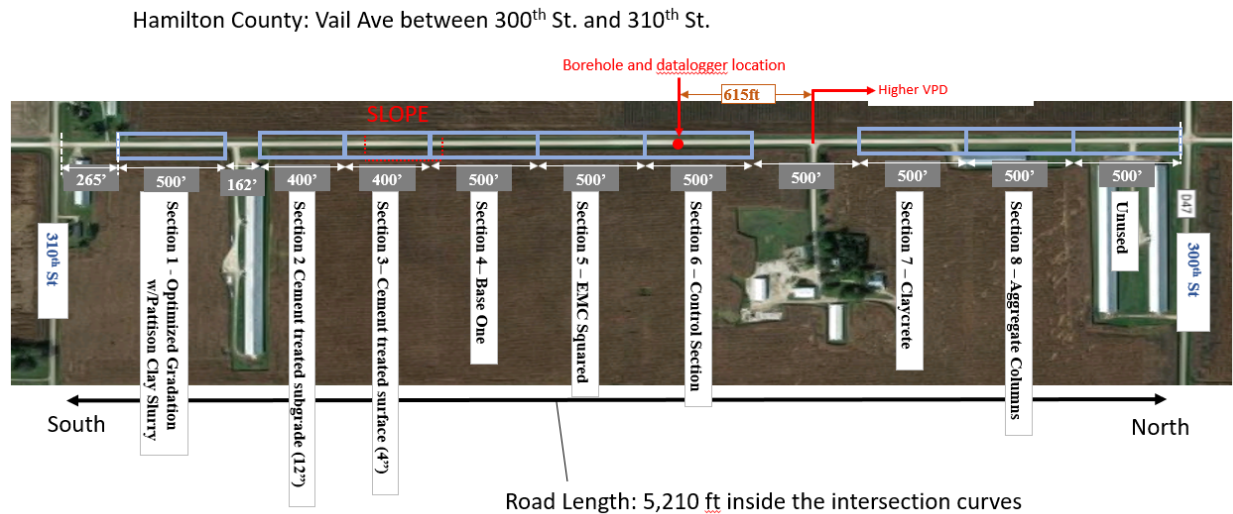 Hamilton County: Vail Ave between 300th St. and 310th St.
Borehole and datalogger location
615ft
Higher VPD
SLOPE
265’
500’
162’
400’
400’
500’
500’
500’
500’
500’
500’
500’
310th St
Section 1 - Optimized Gradation
w/Pattison Clay Slurry
Section 2 Cement treated subgrade (12”)
Section 3– Cement treated surface (4”)
Section 4– Base One
Section 5 – EMC Squared
Section 6 – Control Section
Section 7 – Claycrete
Section 8 – Aggregate Columns
Unused
D47
300th St
South
North
Road Length: 5,210 ft inside the intersection curves